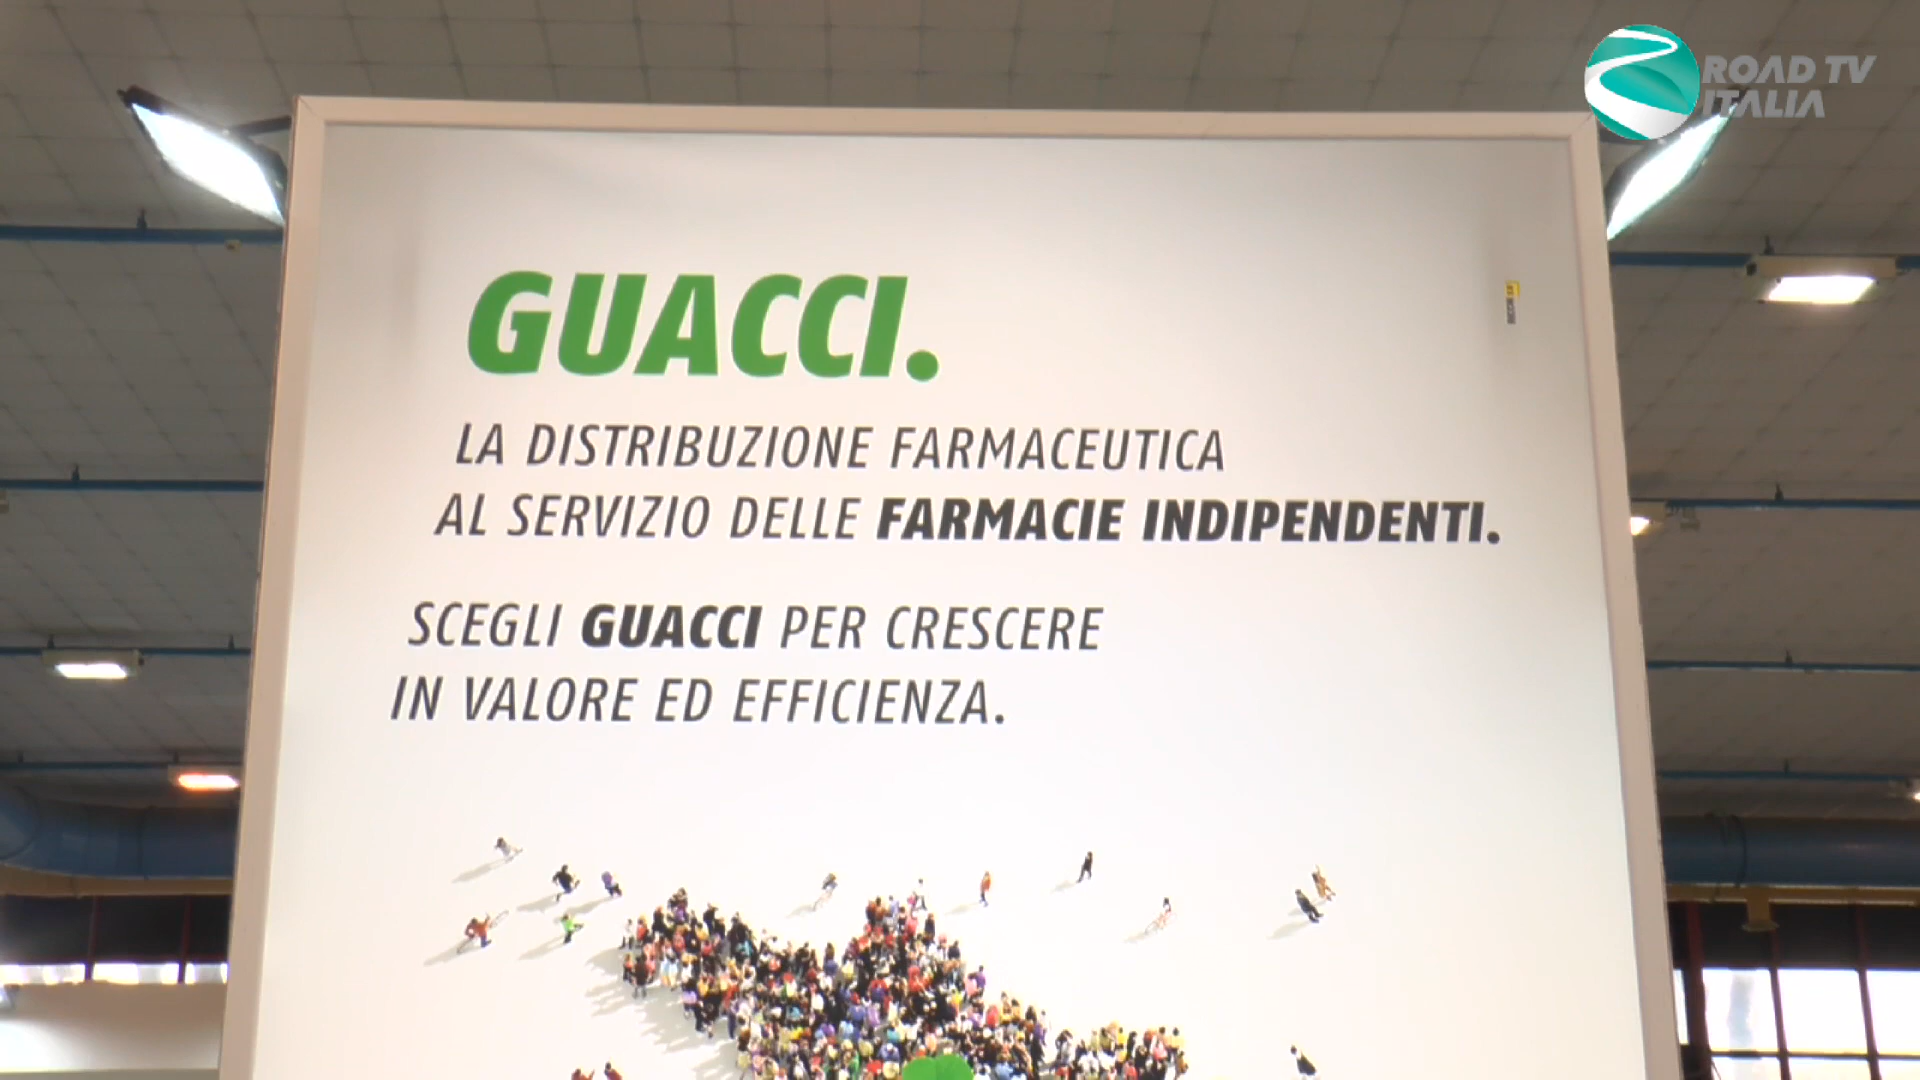 ROAD TV
ITALIA
GUACCI.
LA DISTRIBUZIONE FARMACEUTICA
AL SERVIZIO DELLE FARMACIE INDIPENDENTI.
SCEGLI GUACCI PER CRESCERE
IN VALORE ED EFFICIENZA.